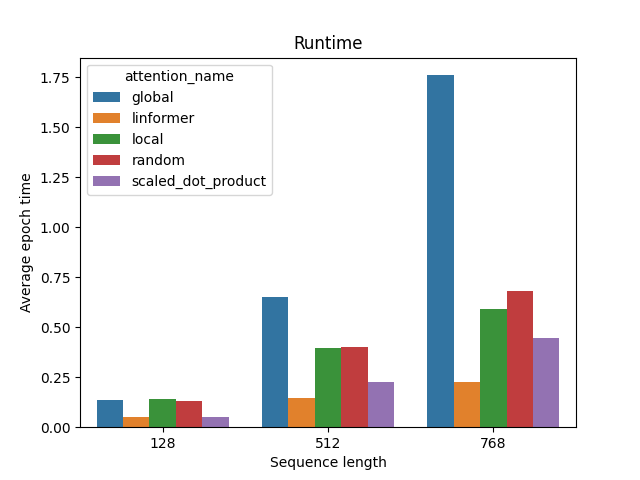 Runtime
attention_name
global
linformer
local
random
scaled_dot_product
Average epoch time
1.75
1.50
1.25
1.00
0.75
0.50
0.25
0.00
128
512
768
Sequence length